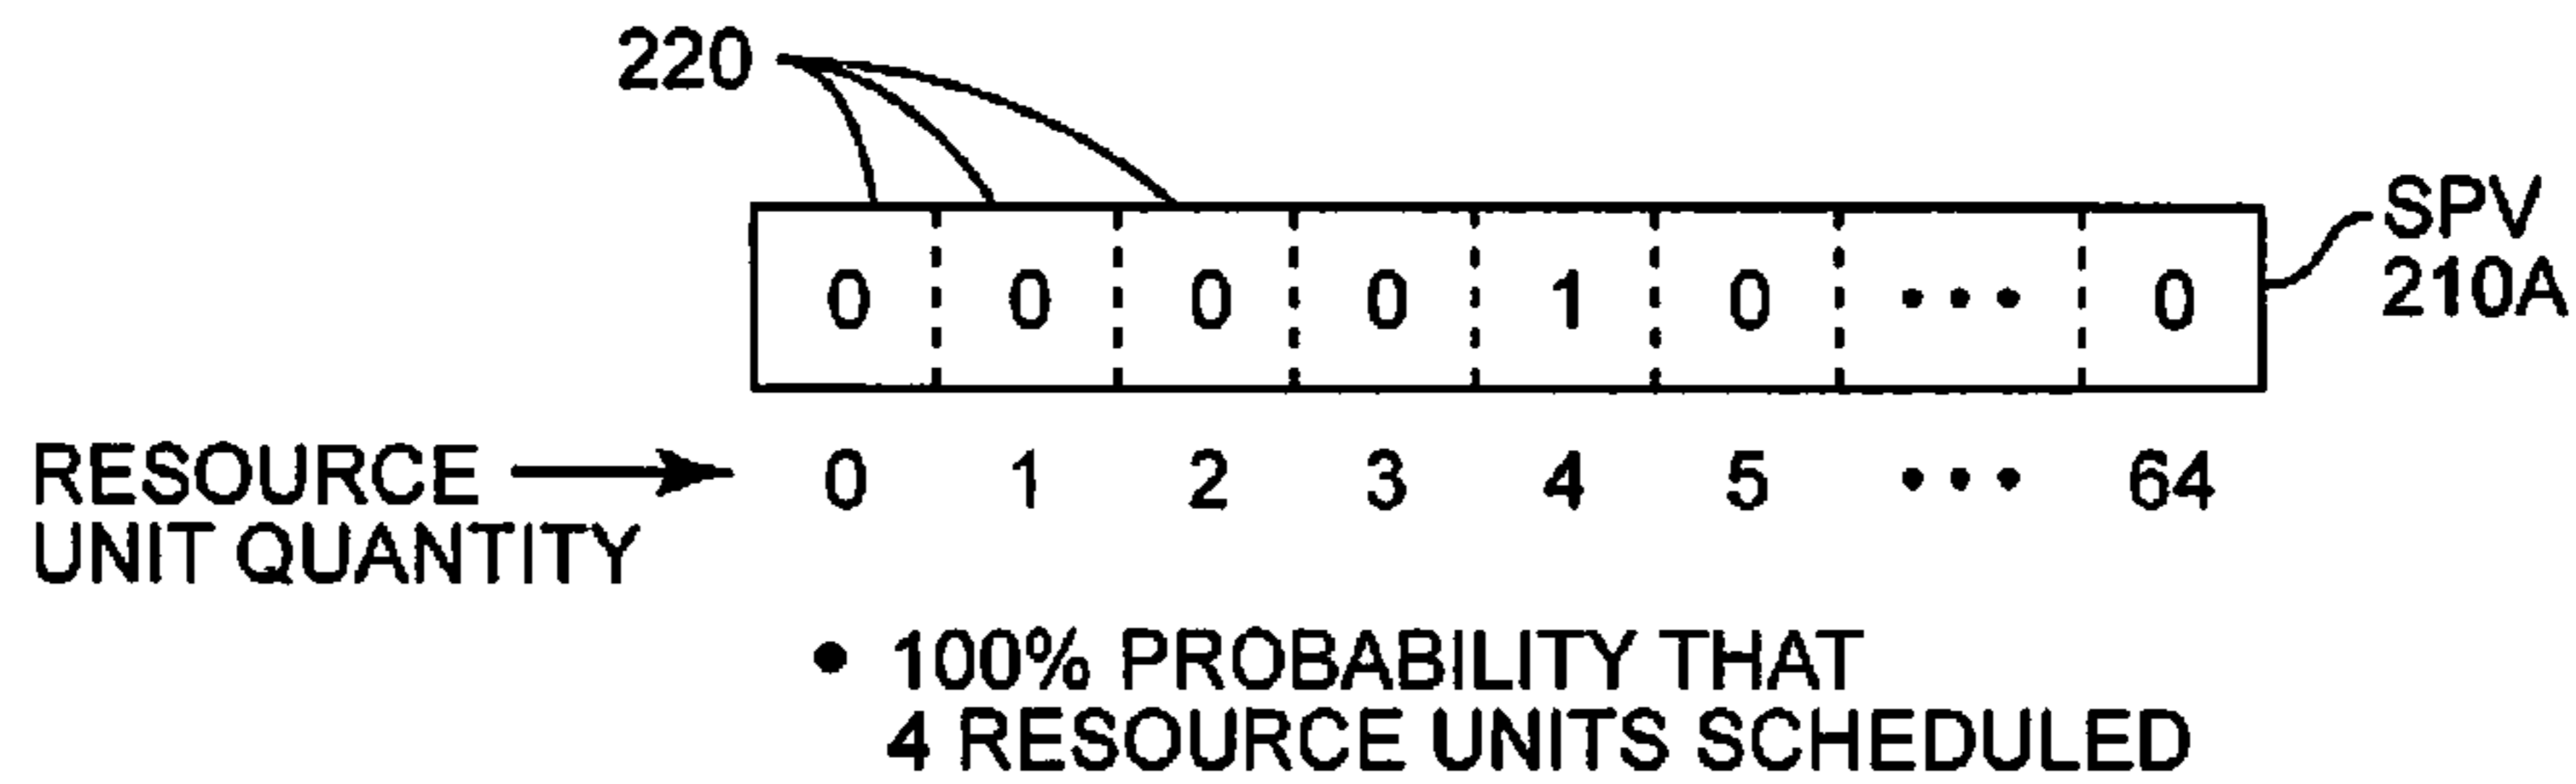 220
SPV
210A
0 0 0 0 1 0 ••• 0
RESOURCE
UNIT QUANTITY
0 1 2 3 4 5 ••• 64
• 100% PROBABILITY THAT
4 RESOURCE UNITS SCHEDULED